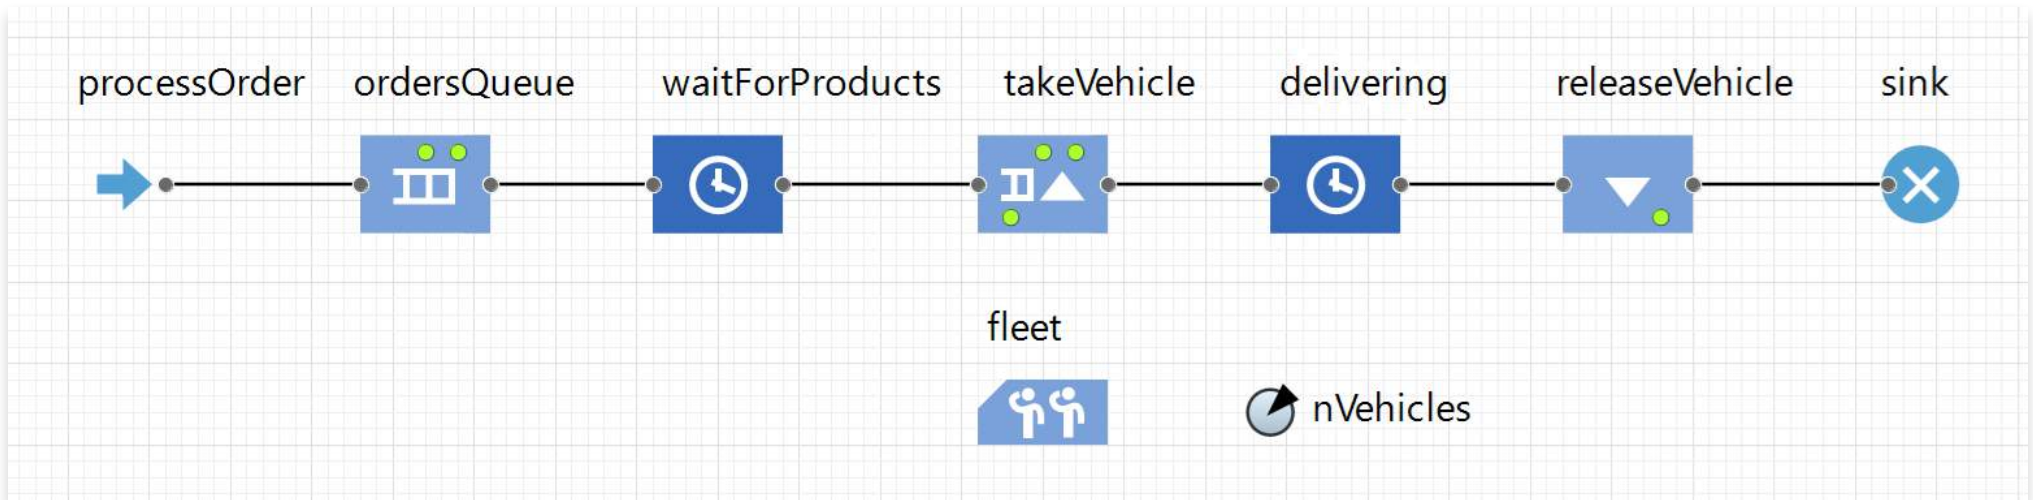 processOrder ordersQueue waitForProducts takeVehicle delivering releaseVehicle sink
fleet
nVehicles